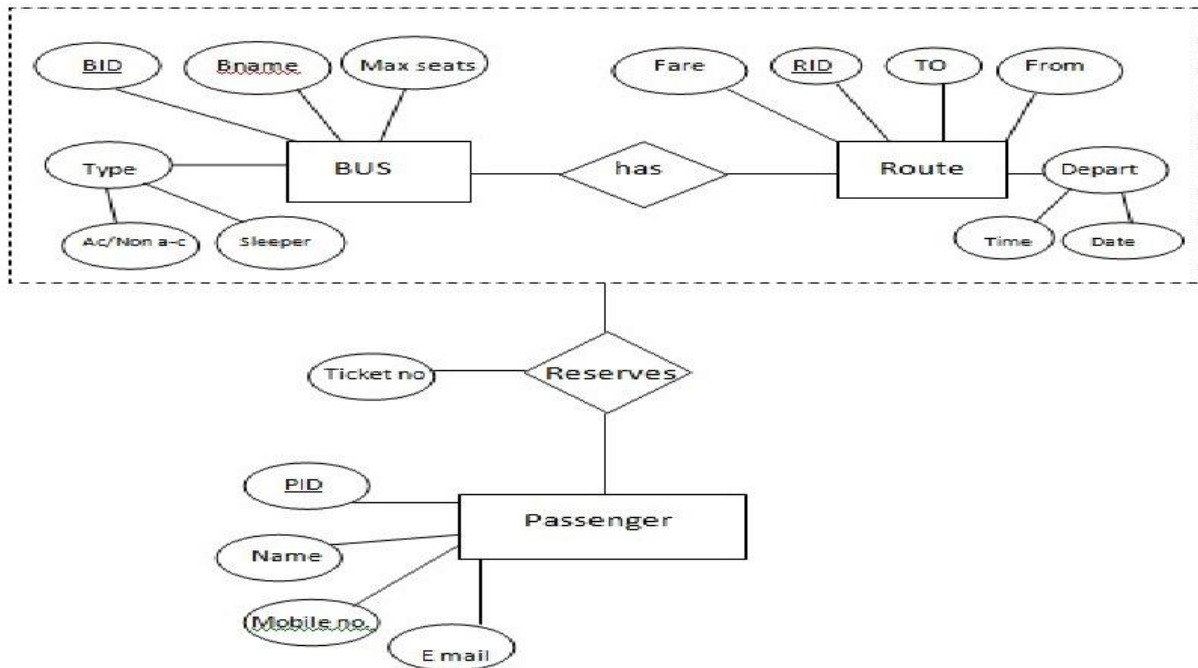 BID
Bname
Max seats
Fare
RID
TO
From
Type
BUS
has
Route
Depart
Ac/Non a-c
Sleeper
Time
Date
Ticket no
Reserves
PID
Passenger
Name
Mobile no.
Email